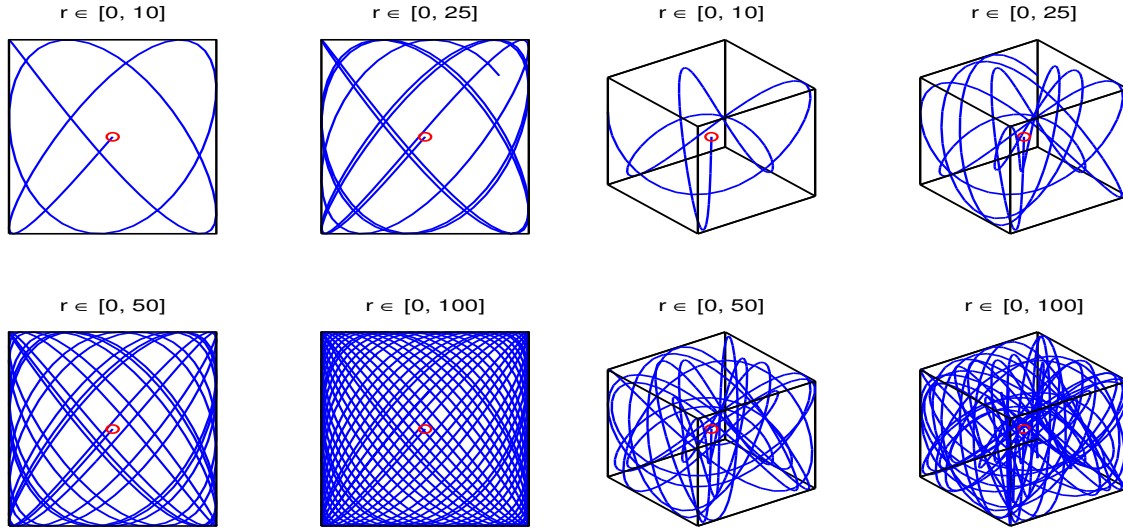 r ∈ [0, 10]
r ∈ [0, 25]
r ∈ [0, 10]
r ∈ [0, 25]
r ∈ [0, 50]
r ∈ [0, 100]
r ∈ [0, 50]
r ∈ [0, 100]